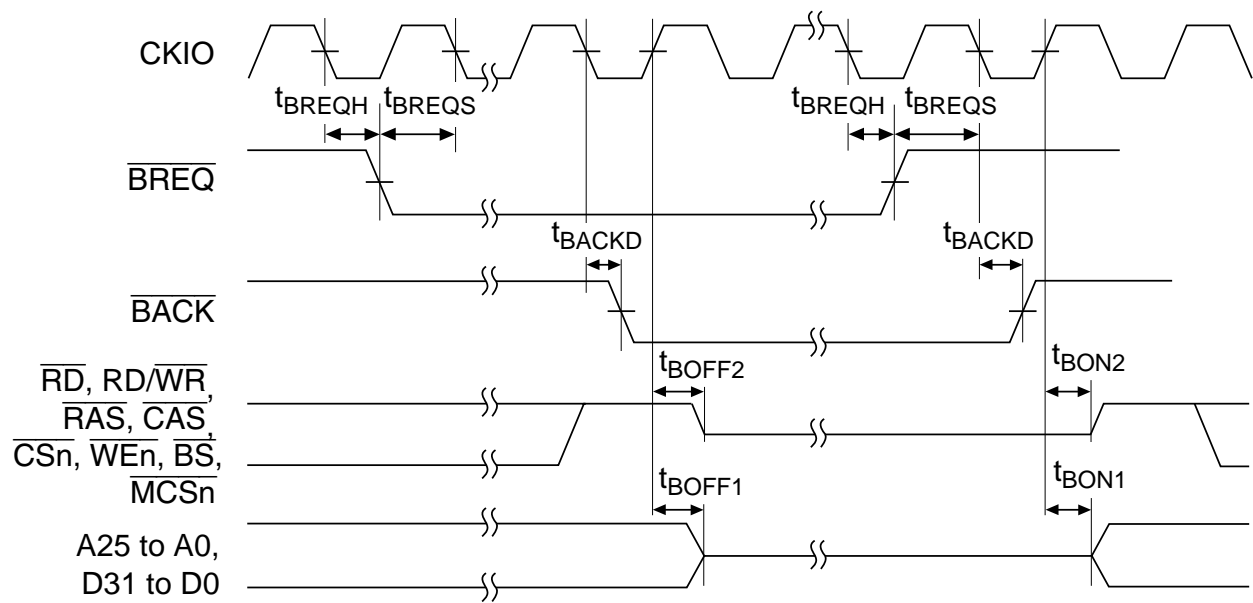 CKIO
tBREQH tBREQS tBREQH tBREQS
BREQ
tBACKD tBACKD
BACK
tBOFF2 tBON2
RD, RD/WR,
RAS, CAS,
CSn, WEn, BS,
MCSn
tBOFF1 tBON1
A25 to A0,
D31 to D0